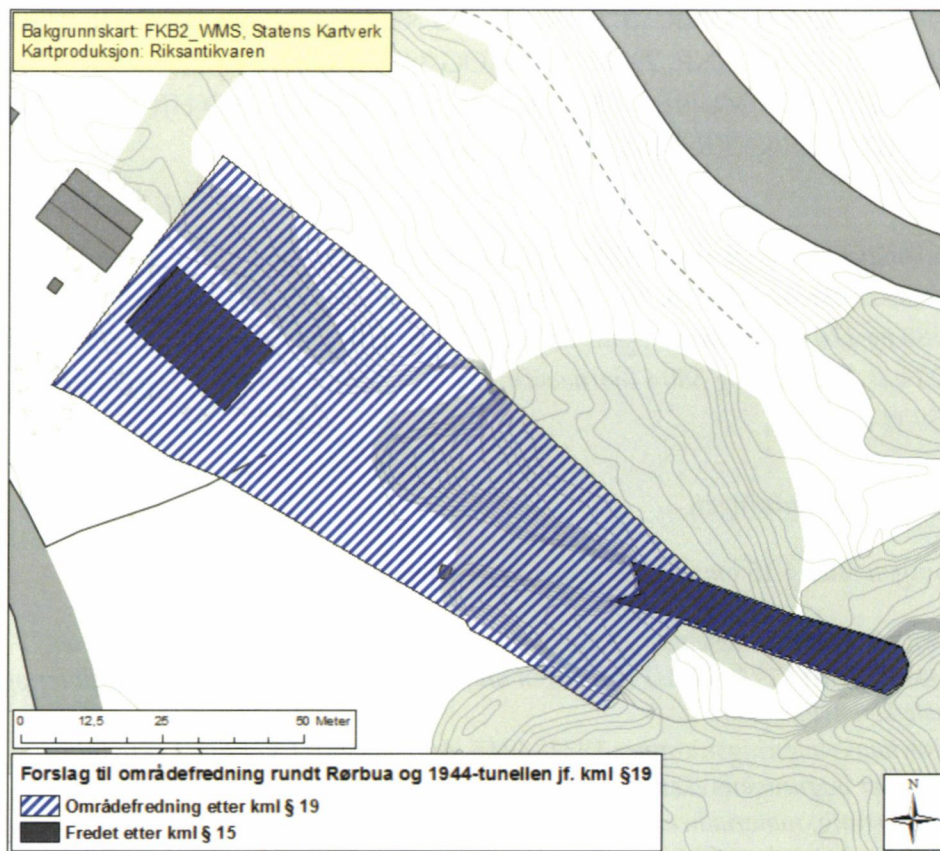 Bakgrunnskart: FKB2_WMS, Statens Kartverk
Kartproduksjon: Riksantikvaren
0 12,5 25 50 Meter
Forslag til områdefredning rundt Rørbua og 1944-tunellen jf. kml §19
Områdefredning etter kml § 19
Fredet etter kml § 15
N